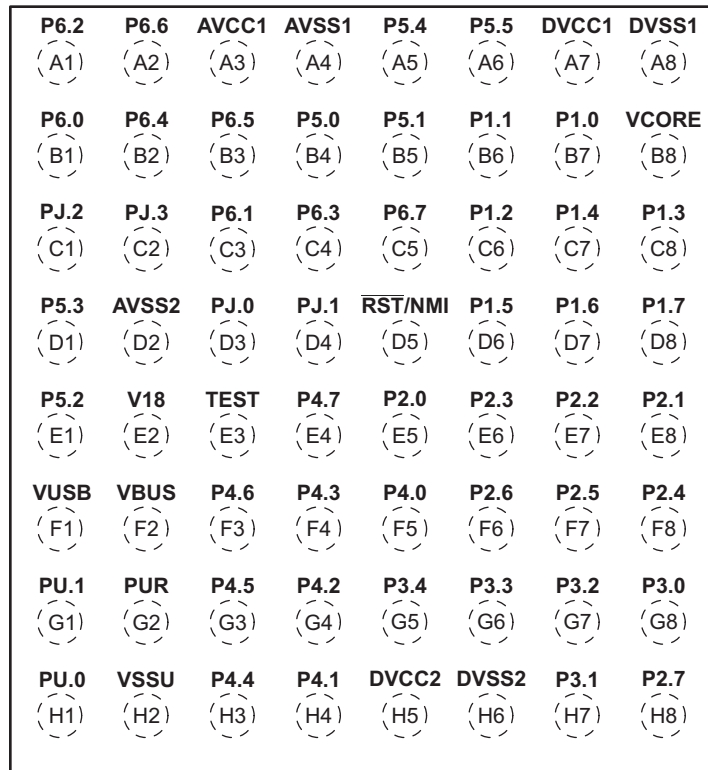 P6.2 P6.6 AVCC1 AVSS1 P5.4 P5.5 DVCC1 DVSS1
A1 A2 A3 A4 A5 A6 A7 A8
P6.0 P6.4 P6.5 P5.0 P5.1 P1.1 P1.0 VCORE
B1 B2 B3 B4 B5 B6 B7 B8
PJ.2 PJ.3 P6.1 P6.3 P6.7 P1.2 P1.4 P1.3
C1 C2 C3 C4 C5 C6 C7 C8
P5.3 AVSS2 PJ.0 PJ.1 R̅S̅T̅/NMI P1.5 P1.6 P1.7
D1 D2 D3 D4 D5 D6 D7 D8
P5.2 V18 TEST P4.7 P2.0 P2.3 P2.2 P2.1
E1 E2 E3 E4 E5 E6 E7 E8
VUSB VBUS P4.6 P4.3 P4.0 P2.6 P2.5 P2.4
F1 F2 F3 F4 F5 F6 F7 F8
PU.1 PUR P4.5 P4.2 P3.4 P3.3 P3.2 P3.0
G1 G2 G3 G4 G5 G6 G7 G8
PU.0 VSSU P4.4 P4.1 DVCC2 DVSS2 P3.1 P2.7
H1 H2 H3 H4 H5 H6 H7 H8